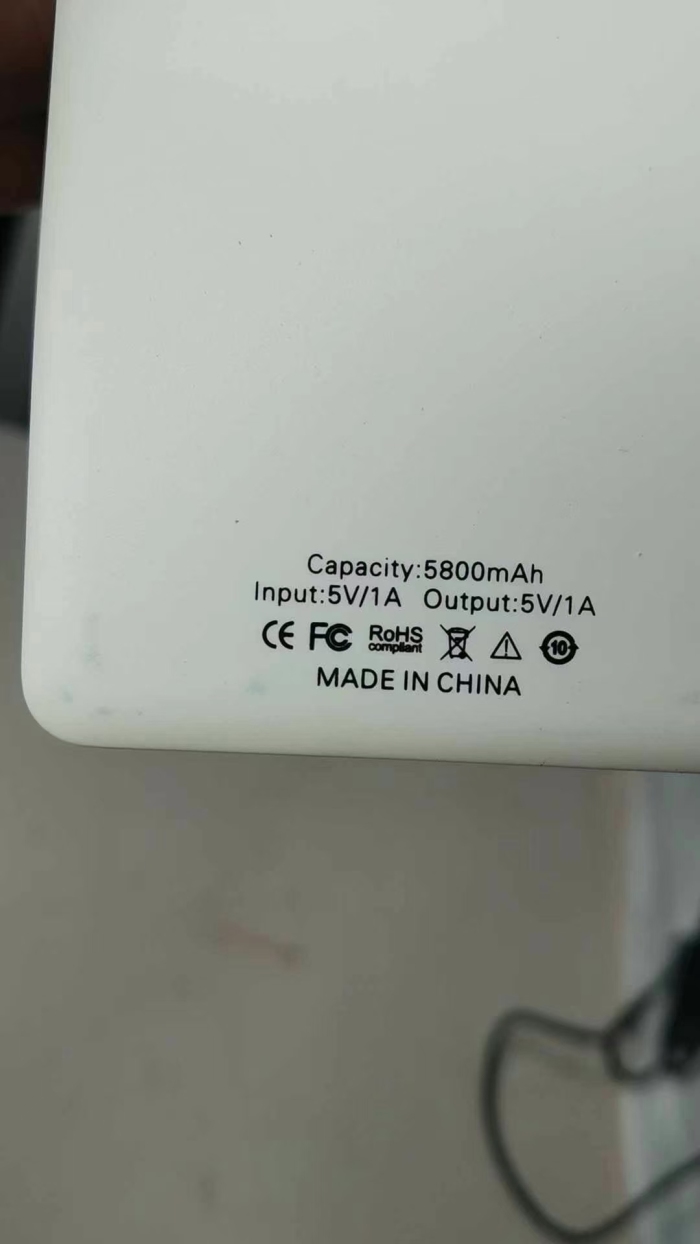 Capacity:5800mAh
Input:5V/1A Output:5V/1A
CE FC RoHS compliant 10
MADE IN CHINA